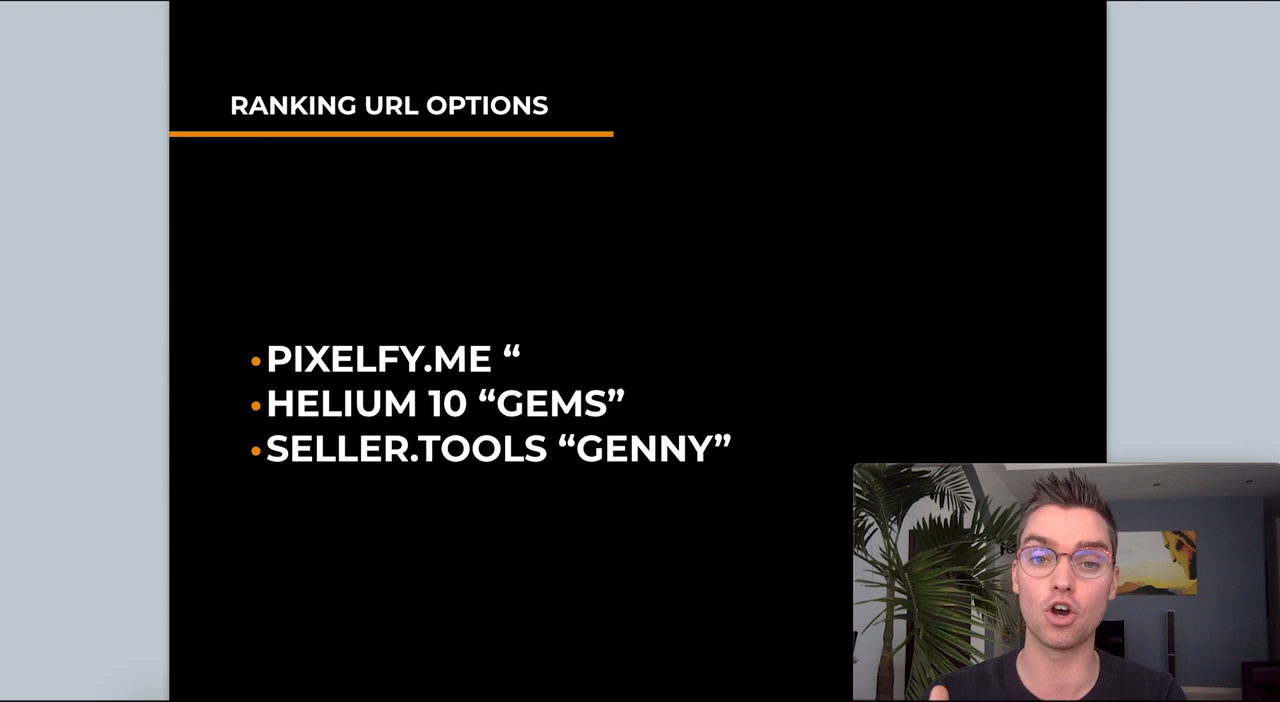 RANKING URL OPTIONS
•PIXELFY.ME “
•HELIUM 10 “GEMS”
•SELLER.TOOLS “GENNY”